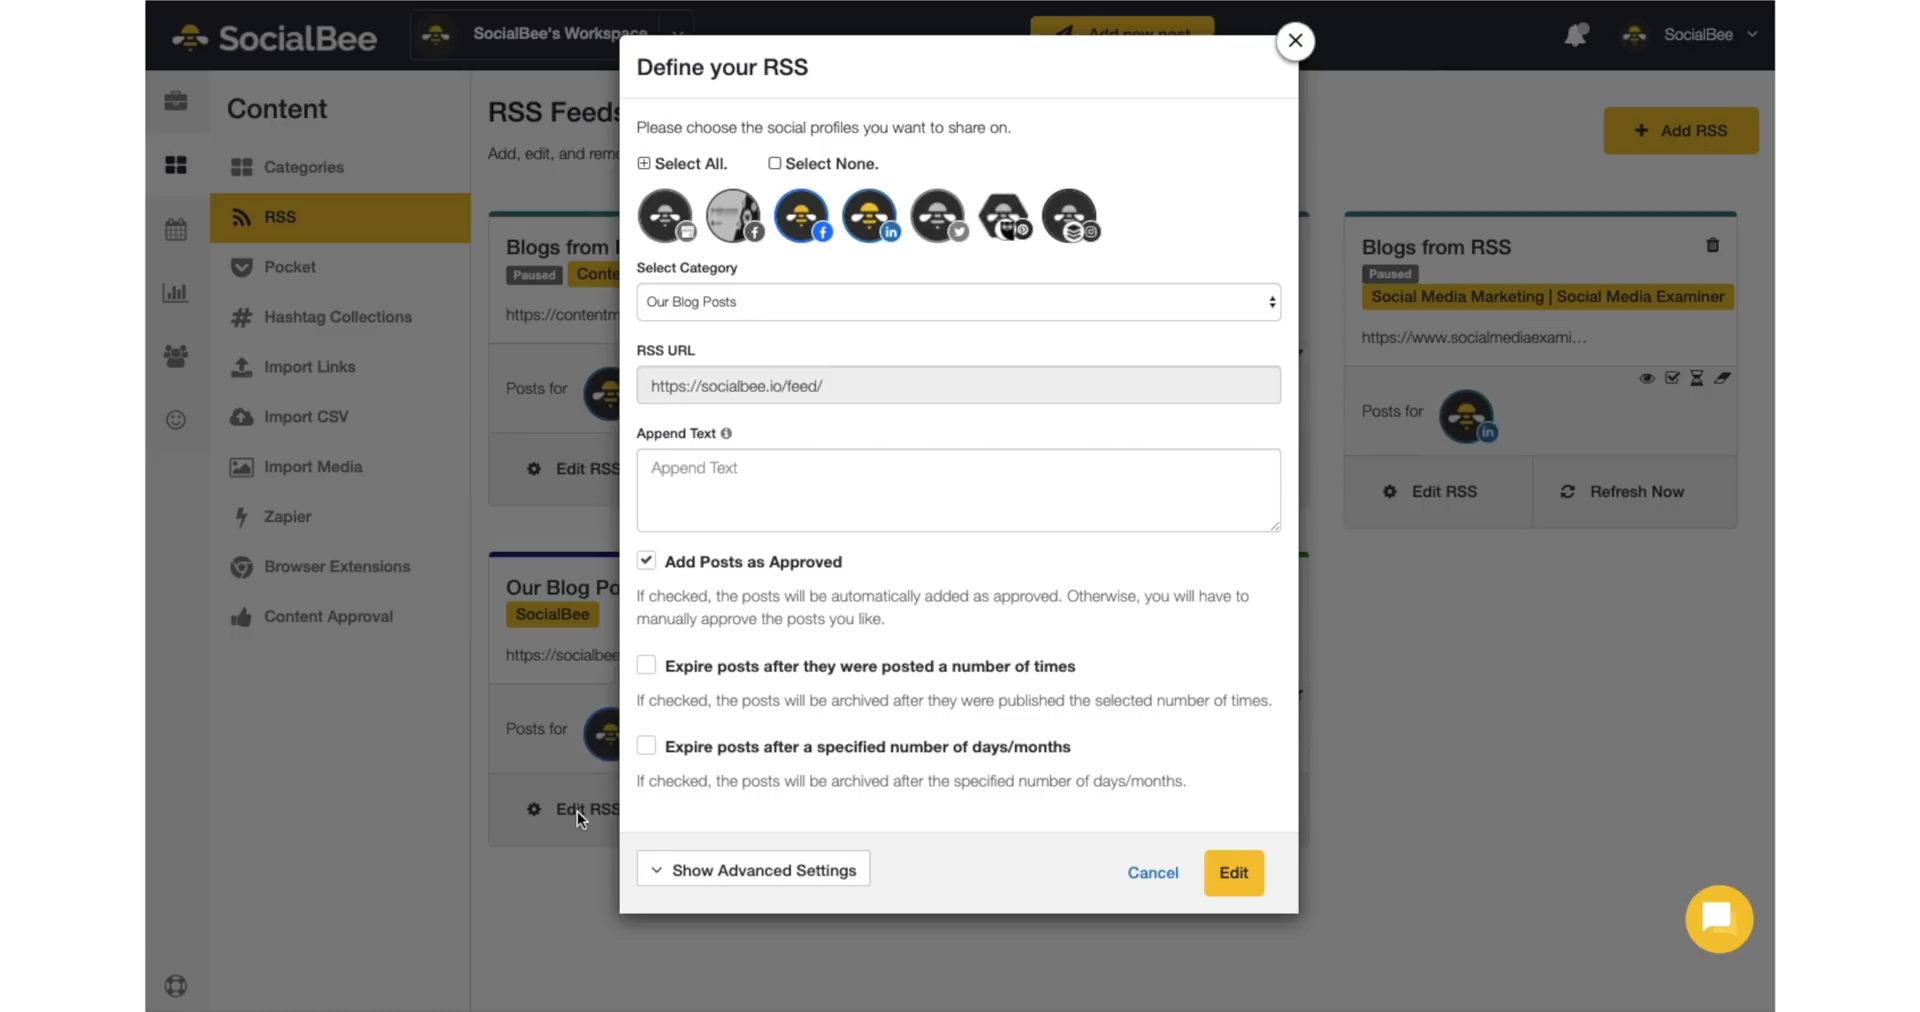 SocialBee
SocialBee's Workspace
Add new post
SocialBee
Content
Categories
RSS
Pocket
Hashtag Collections
Import Links
Import CSV
Import Media
Zapier
Browser Extensions
Content Approval
RSS Feeds
Add, edit, and
+ Add RSS
Blogs from
Paused
https://contentm
Posts for
Edit RSS
Our Blog
SocialBee
https://socialbee
Posts for
Edit RSS
Define your RSS
Please choose the social profiles you want to share on.
Select All. Select None.
Select Category
Our Blog Posts
RSS URL
https://socialbee.io/feed/
Append Text
Append Text
Add Posts as Approved
If checked, the posts will be automatically added as approved. Otherwise, you will have to
manually approve the posts you like.
Expire posts after they were posted a number of times
If checked, the posts will be archived after they were published the selected number of times.
Expire posts after a specified number of days/months
If checked, the posts will be archived after the specified number of days/months.
Show Advanced Settings
Cancel
Edit
Blogs from RSS
Paused
Social Media Marketing | Social Media Examiner
https://www.socialmediaexami...
Posts for
in
Edit RSS
Refresh Now